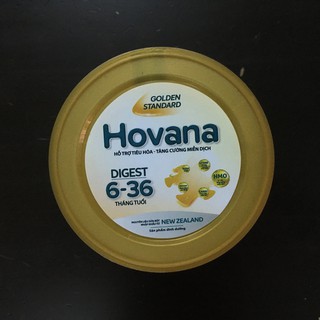 GOLDEN
STANDARD
Hovana
HỖ TRỢ TIÊU HÓA - TĂNG CƯỜNG MIỄN DỊCH
DIGEST
6-36
THÁNG TUỔI
HMO
NEW ZEALAND
Sản phẩm dinh dưỡng